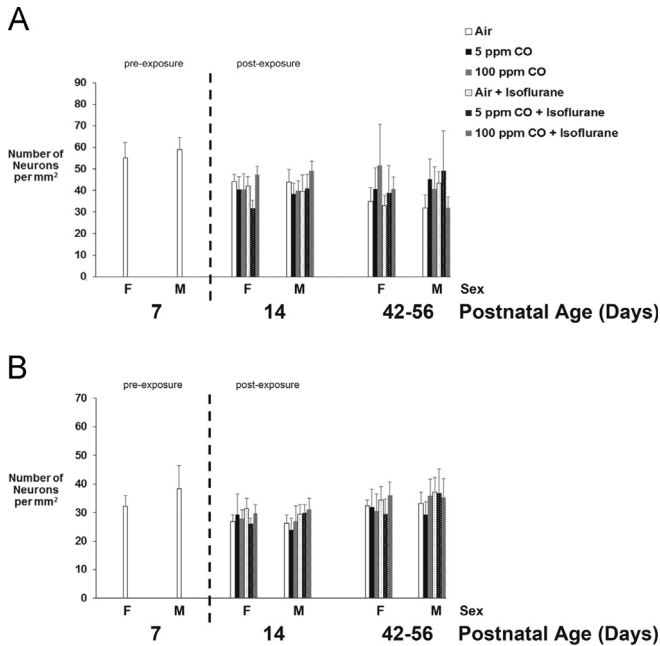 A
Air
5 ppm CO
100 ppm CO
Air + Isoflurane
5 ppm CO + Isoflurane
100 ppm CO + Isoflurane
pre-exposure post-exposure
90
80
70
60
50
40
30
20
10
0
Number of
Neurons
per mm²
F M F M F M Sex
7 14 42-56 Postnatal Age (Days)
B
pre-exposure post-exposure
70
60
50
40
30
20
10
0
Number of
Neurons
per mm²
F M F M F M Sex
7 14 42-56 Postnatal Age (Days)